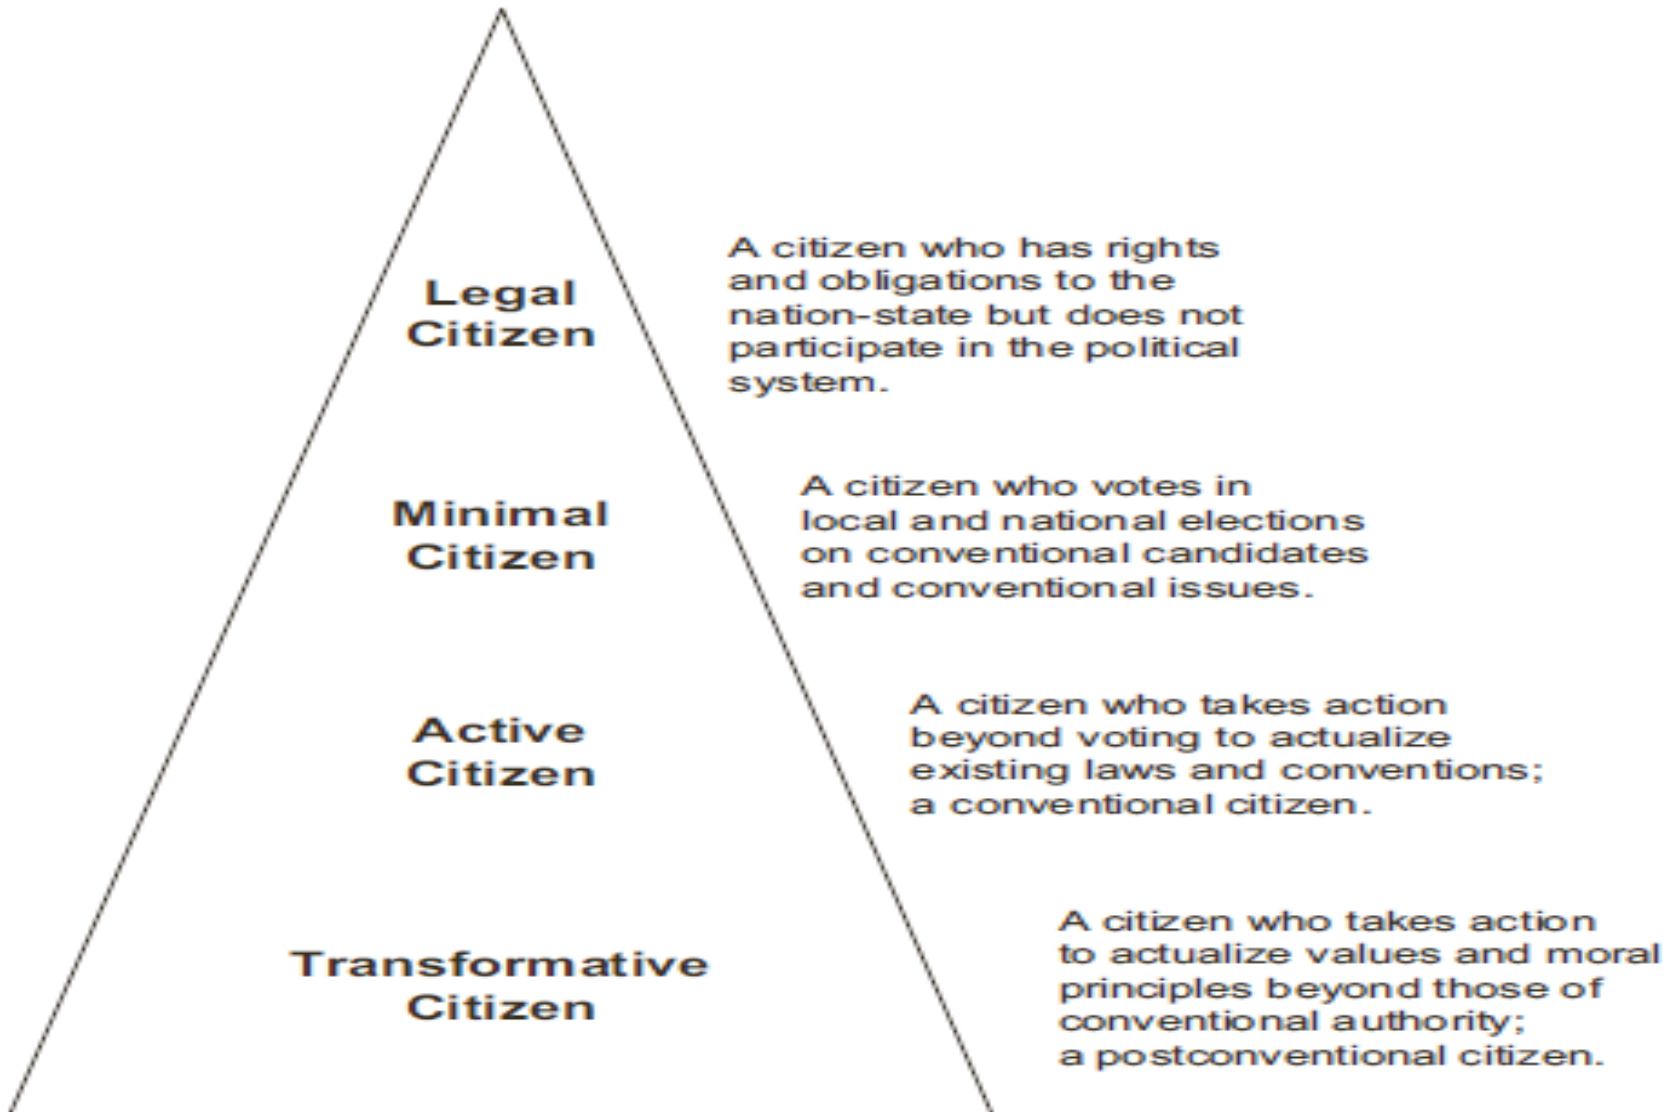 Legal
Citizen
A citizen who has rights
and obligations to the
nation-state but does not
participate in the political
system.
Minimal
Citizen
A citizen who votes in
local and national elections
on conventional candidates
and conventional issues.
Active
Citizen
A citizen who takes action
beyond voting to actualize
existing laws and conventions;
a conventional citizen.
Transformative
Citizen
A citizen who takes action
to actualize values and moral
principles beyond those of
conventional authority;
a postconventional citizen.